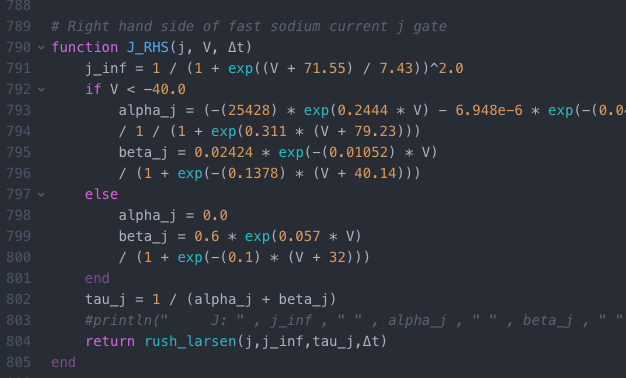 788
789 # Right hand side of fast sodium current j gate
790 function J_RHS(j, V, Δt)
791 j_inf = 1 / (1 + exp((V + 71.55) / 7.43))^2.0
792 if V < -40.0
793 alpha_j = (-(25428) * exp(0.2444 * V) - 6.948e-6 * exp(-(0.04
794 / 1 / (1 + exp(0.311 * (V + 79.23)))
795 beta_j = 0.02424 * exp(-(0.01052) * V)
796 / (1 + exp(-(0.1378) * (V + 40.14)))
797 else
798 alpha_j = 0.0
799 beta_j = 0.6 * exp(0.057 * V)
800 / (1 + exp(-(0.1) * (V + 32)))
801 end
802 tau_j = 1 / (alpha_j + beta_j)
803 #println(" J: " , j_inf , " " , alpha_j , " " , beta_j , " "
804 return rush_larsen(j,j_inf,tau_j,Δt)
805 end